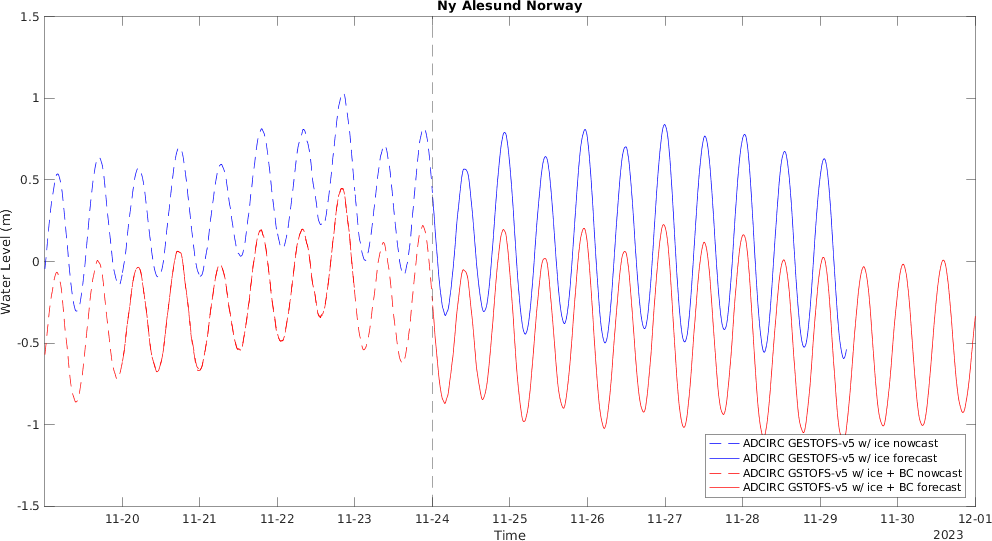 Ny Alesund Norway
1.5
1
0.5
0
-0.5
-1
-1.5
Water Level (m)
11-20
11-21
11-22
11-23
11-24
11-25
11-26
11-27
11-28
11-29
11-30
12-01
Time
2023
ADCIRC GESTOFS-v5 w/ ice nowcast
ADCIRC GESTOFS-v5 w/ ice forecast
ADCIRC GSTOFS-v5 w/ ice + BC nowcast
ADCIRC GSTOFS-v5 w/ ice + BC forecast